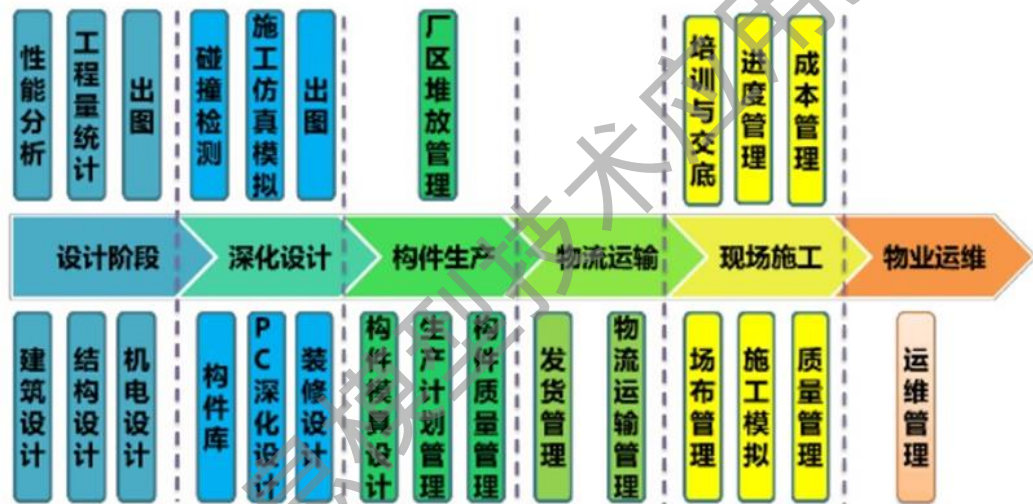 性能分析
工程量统计
出图
碰撞检测
施工仿真模拟
出图
厂区堆放管理
培训与交底
进度管理
成本管理
设计阶段
深化设计
构件生产
物流运输
现场施工
物业运维
建筑设计
结构设计
机电设计
构件库
PC深化设计
装修设计
构件模具设计
生产计划管理
构件质量管理
发货管理
物流运输管理
场布管理
施工模拟
质量管理
运维管理
模型技术应用